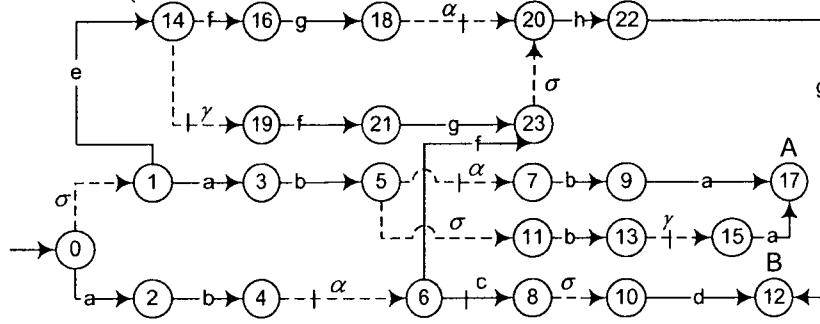 14 f 16 g 18 α 20 h 22
e σ g
γ 19 f 21 g 23
f A
σ 1 a 3 b 5 α 7 b 9 a 17
0 σ 11 b 13 γ 15 a
B
a 2 b 4 α 6 c 8 σ 10 d 12